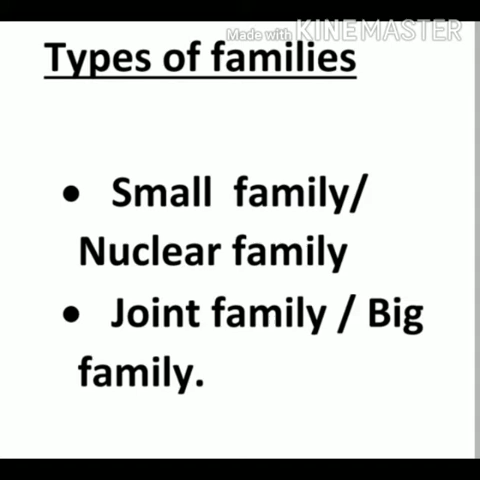 Made with KINEMASTER
Types of families
• Small family/
Nuclear family
• Joint family / Big
family.